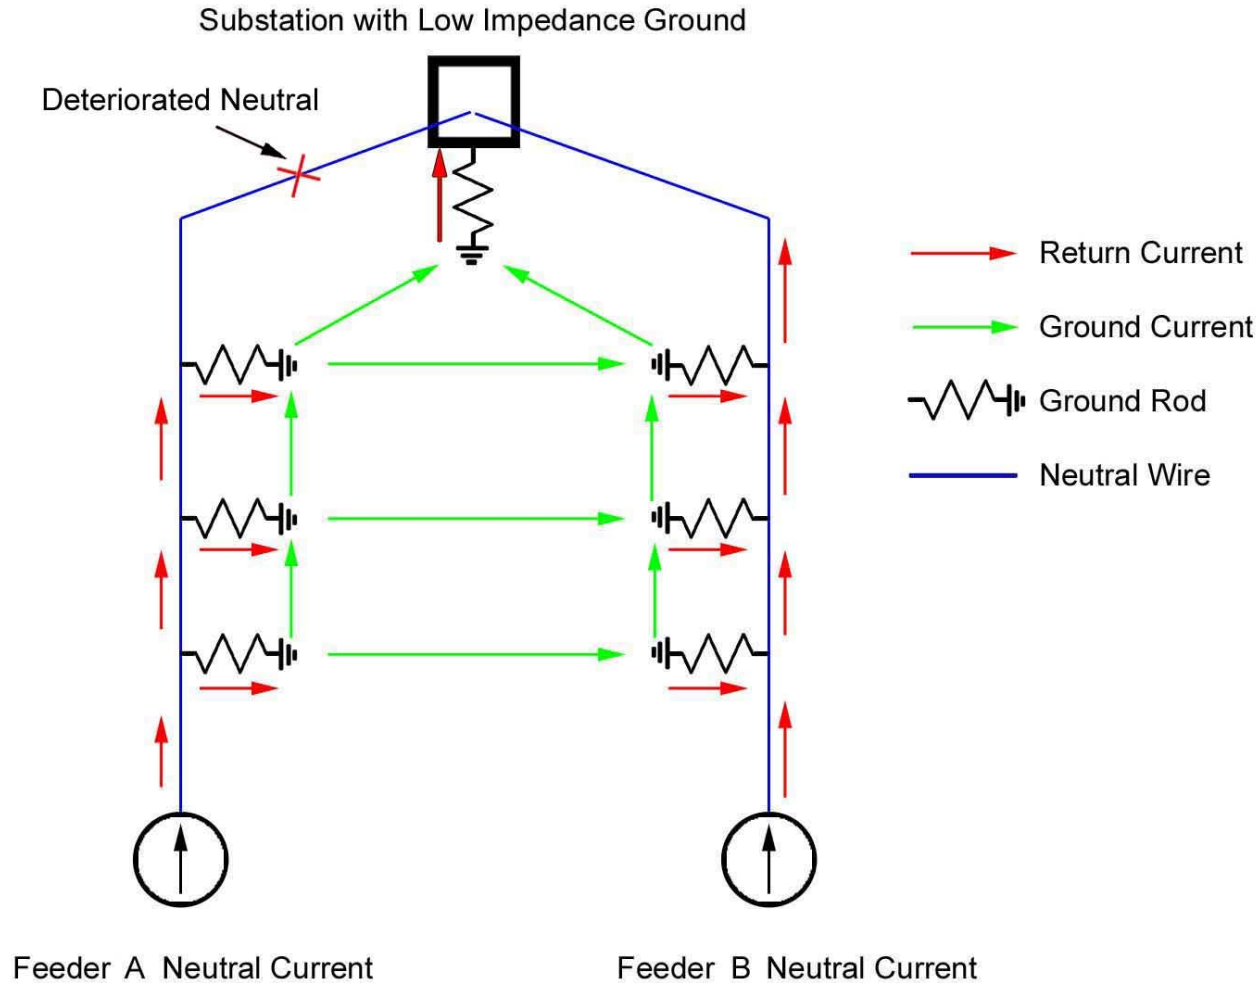 Substation with Low Impedance Ground
Deteriorated Neutral
Return Current
Ground Current
Ground Rod
Neutral Wire
Feeder A Neutral Current
Feeder B Neutral Current